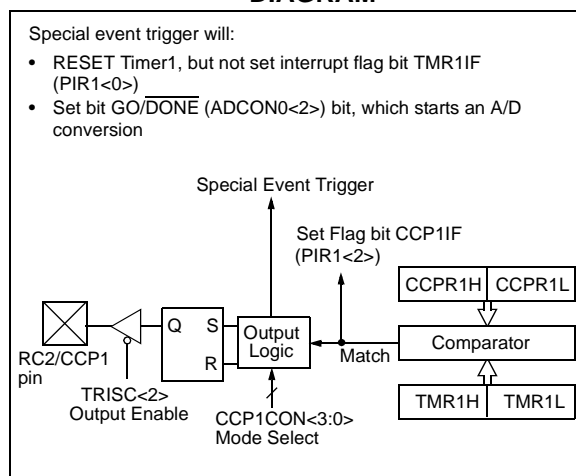 DIAGRAM
Special event trigger will:
• RESET Timer1, but not set interrupt flag bit TMR1IF
(PIR1<0>)
• Set bit GO/DONE (ADCON0<2>) bit, which starts an A/D
conversion
Special Event Trigger
Set Flag bit CCP1IF
(PIR1<2>)
CCPR1H CCPR1L
Q S
R
Output
Logic
Match
Comparator
RC2/CCP1
pin
TRISC<2>
Output Enable
CCP1CON<3:0>
Mode Select
TMR1H TMR1L